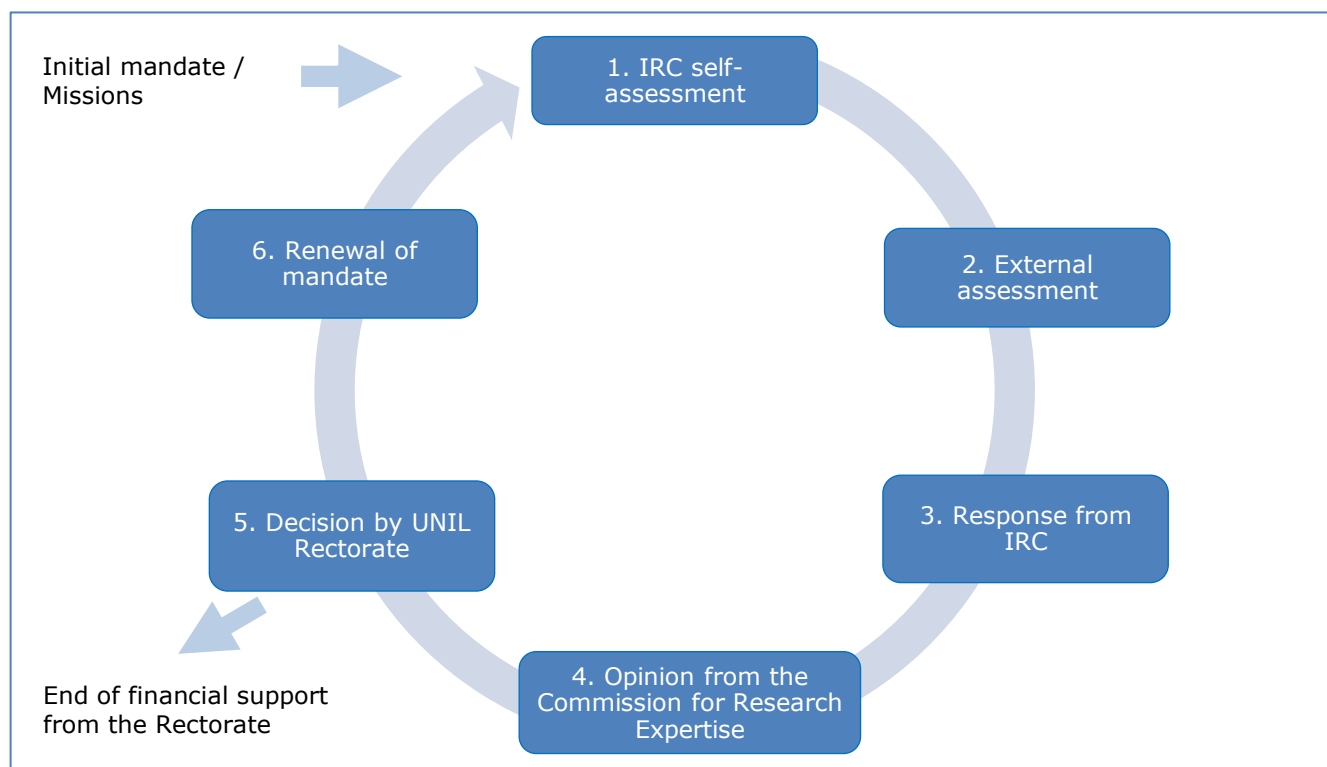 Initial mandate /
Missions
1. IRC self-
assessment
2. External
assessment
3. Response from
IRC
4. Opinion from the
Commission for Research
Expertise
5. Decision by UNIL
Rectorate
End of financial support
from the Rectorate
6. Renewal of
mandate